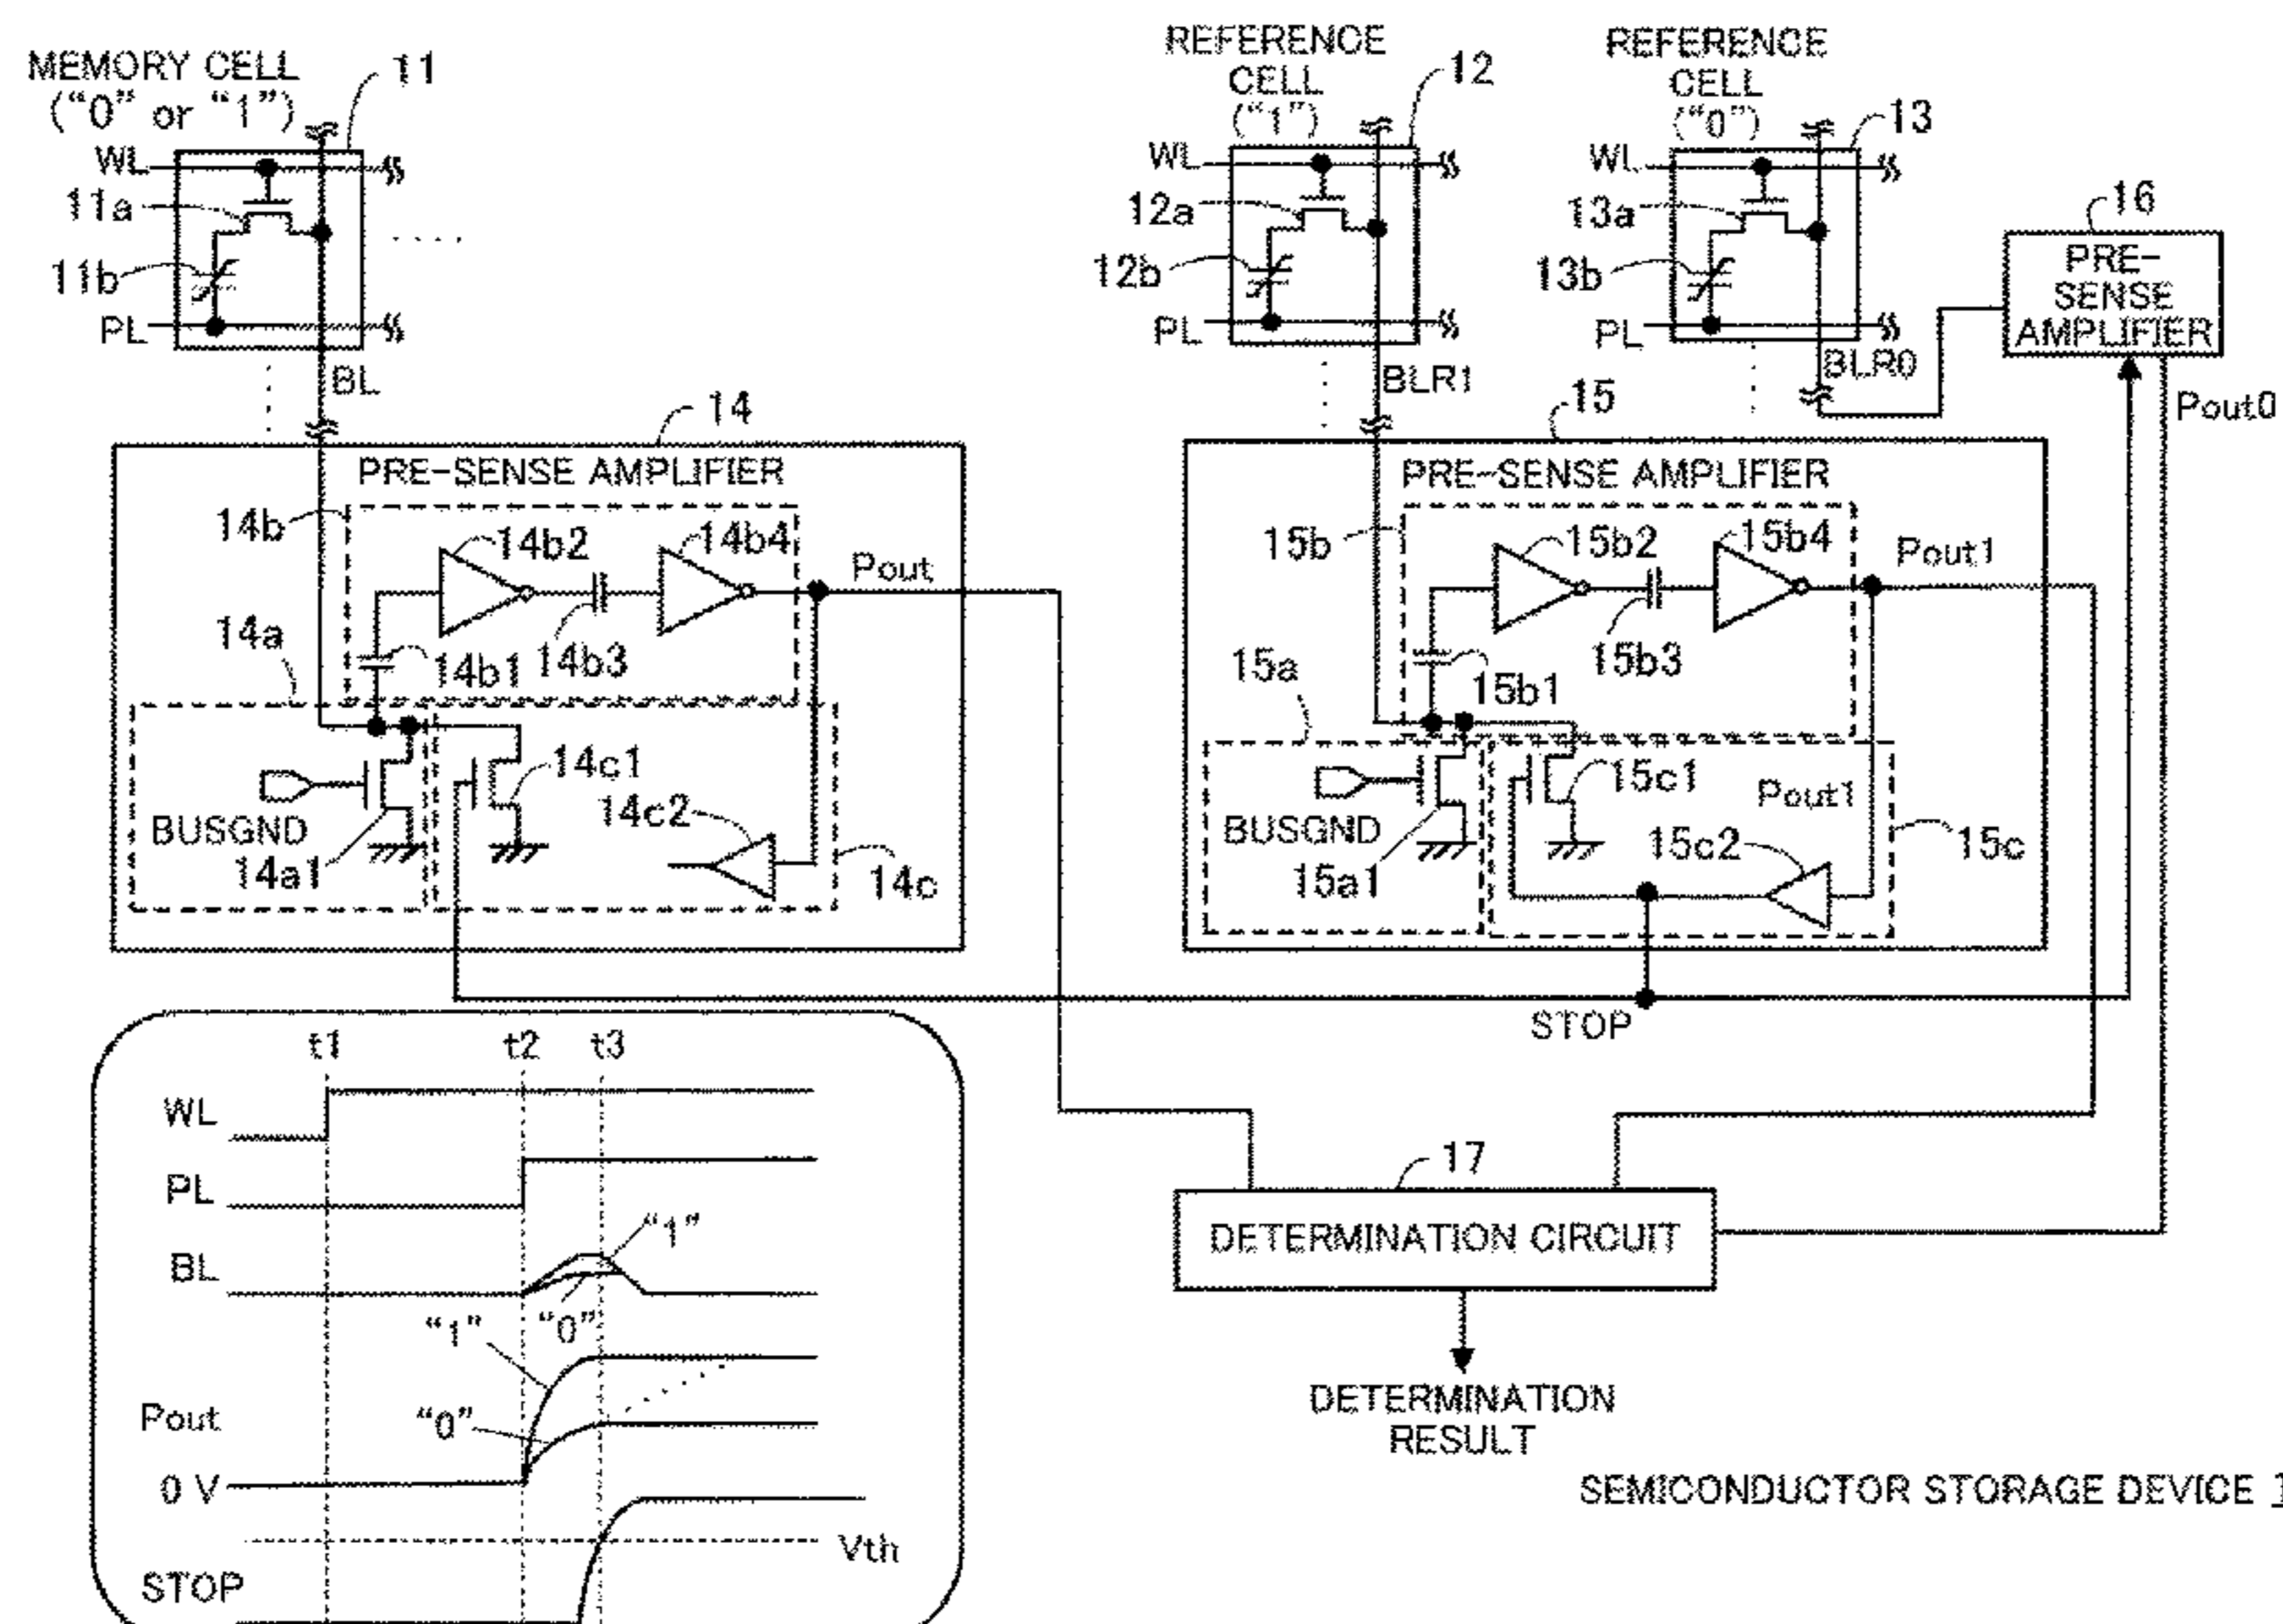 MEMORY CELL
("0" or "1")
11
WL
11a
11b
PL
BL
REFERENCE
CELL
("1")
12
WL
12a
12b
PL
BLR1
REFERENCE
CELL
("0")
13
WL
13a
13b
PL
BLR0
16
PRE-
SENSE
AMPLIFIER
Pout0
14
PRE-SENSE AMPLIFIER
14b
14b2
14b4
Pout
14a
14b1
14b3
14c1
14c2
BUSGND
14a1
14c
15
PRE-SENSE AMPLIFIER
15b
15b2
15b4
Pout1
15b3
15a
15b1
15c1
Pout1
BUSGND
15c2
15c
15a1
STOP
t1
t2
t3
WL
PL
"1"
BL
"0"
"1"
Pout
"0"
0 V
Vth
STOP
17
DETERMINATION CIRCUIT
DETERMINATION
RESULT
SEMICONDUCTOR STORAGE DEVICE